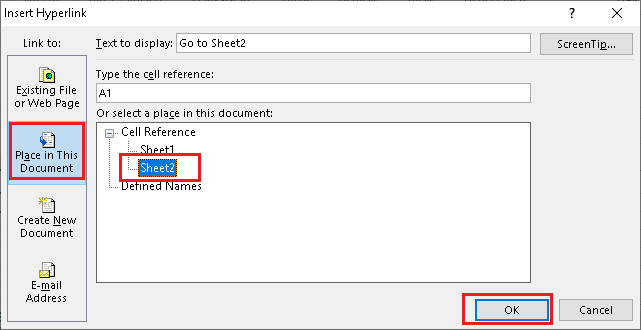 Insert Hyperlink
?
Link to:
Text to display: Go to Sheet2
ScreenTip...
Existing File
or Web Page
Place in This
Document
Create New
Document
E-mail
Address
Type the cell reference:
A1
Or select a place in this document:
Cell Reference
Sheet1
Sheet2
Defined Names
OK
Cancel